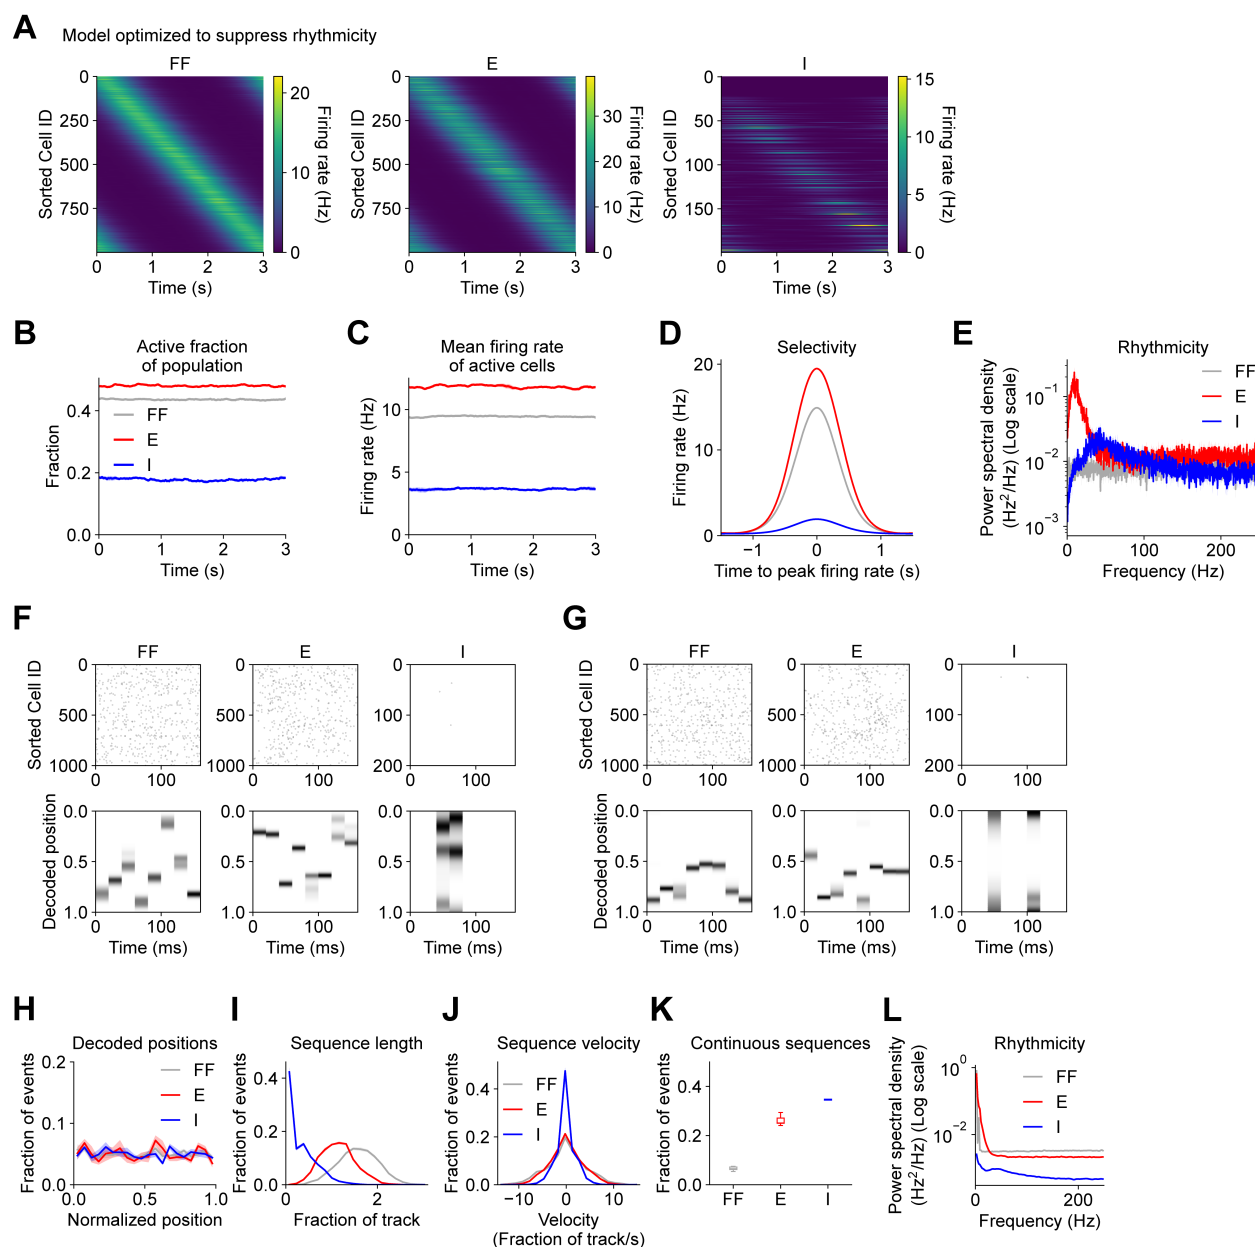 A
Model optimized to suppress rhythmicity
FF
E
I
Sorted Cell ID
0
250
500
750
0
1
2
3
Time (s)
20
10
0
Firing rate (Hz)
Sorted Cell ID
0
250
500
750
0
1
2
3
Time (s)
30
20
10
0
Firing rate (Hz)
Sorted Cell ID
0
50
100
150
0
1
2
3
Time (s)
15
10
5
0
Firing rate (Hz)
B
Active fraction
of population
Fraction
0.4
0.2
0.0
FF
E
I
0
1
2
3
Time (s)
C
Mean firing rate
of active cells
Firing rate (Hz)
10
5
0
0
1
2
3
Time (s)
D
Selectivity
Firing rate (Hz)
20
10
0
−1
0
1
Time to peak firing rate (s)
E
Rhythmicity
Power spectral density
(Hz²/Hz) (Log scale)
10⁻¹
10⁻²
10⁻³
FF
E
I
0
100
200
Frequency (Hz)
F
FF
E
I
Sorted Cell ID
0
500
1000
0
100
0
500
1000
0
100
0
100
200
0
100
Time (ms)
Decoded position
0.0
0.5
1.0
0
100
Time (ms)
0.0
0.5
1.0
0
100
Time (ms)
0.0
0.5
1.0
0
100
Time (ms)
G
FF
E
I
Sorted Cell ID
0
500
1000
0
100
0
500
1000
0
100
0
100
200
0
100
Decoded position
0.0
0.5
1.0
0
100
Time (ms)
0.0
0.5
1.0
0
100
Time (ms)
0.0
0.5
1.0
0
100
Time (ms)
H
Decoded positions
Fraction of events
0.2
0.1
0.0
FF
E
I
0.0
0.5
1.0
Normalized position
I
Sequence length
Fraction of events
0.4
0.2
0.0
0
2
Fraction of track
J
Sequence velocity
Fraction of events
0.4
0.2
0.0
FF
E
I
−10
0
10
Velocity
(Fraction of track/s)
K
Continuous sequences
Fraction of events
0.4
0.2
0.0
FF
E
I
L
Rhythmicity
Power spectral density
(Hz²/Hz) (Log scale)
10⁰
10⁻²
FF
E
I
0
200
Frequency (Hz)